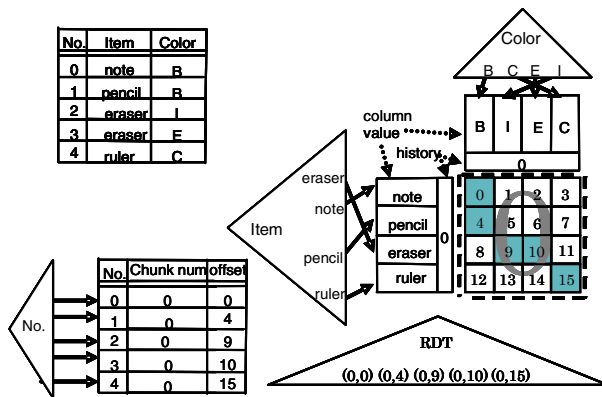 No. Item Color
0 note B
1 pencil B
2 eraser I
3 eraser E
4 ruler C
Color
B C E I
column
value
history
B I E C
0
Item
eraser
note
pencil
ruler
note
pencil
eraser
ruler
0
0 1 2 3
4 5 6 7
8 9 10 11
12 13 14 15
0
No.
No. Chunk num offset
0 0 0
1 0 4
2 0 9
3 0 10
4 0 15
RDT
(0,0) (0,4) (0,9) (0,10) (0,15)